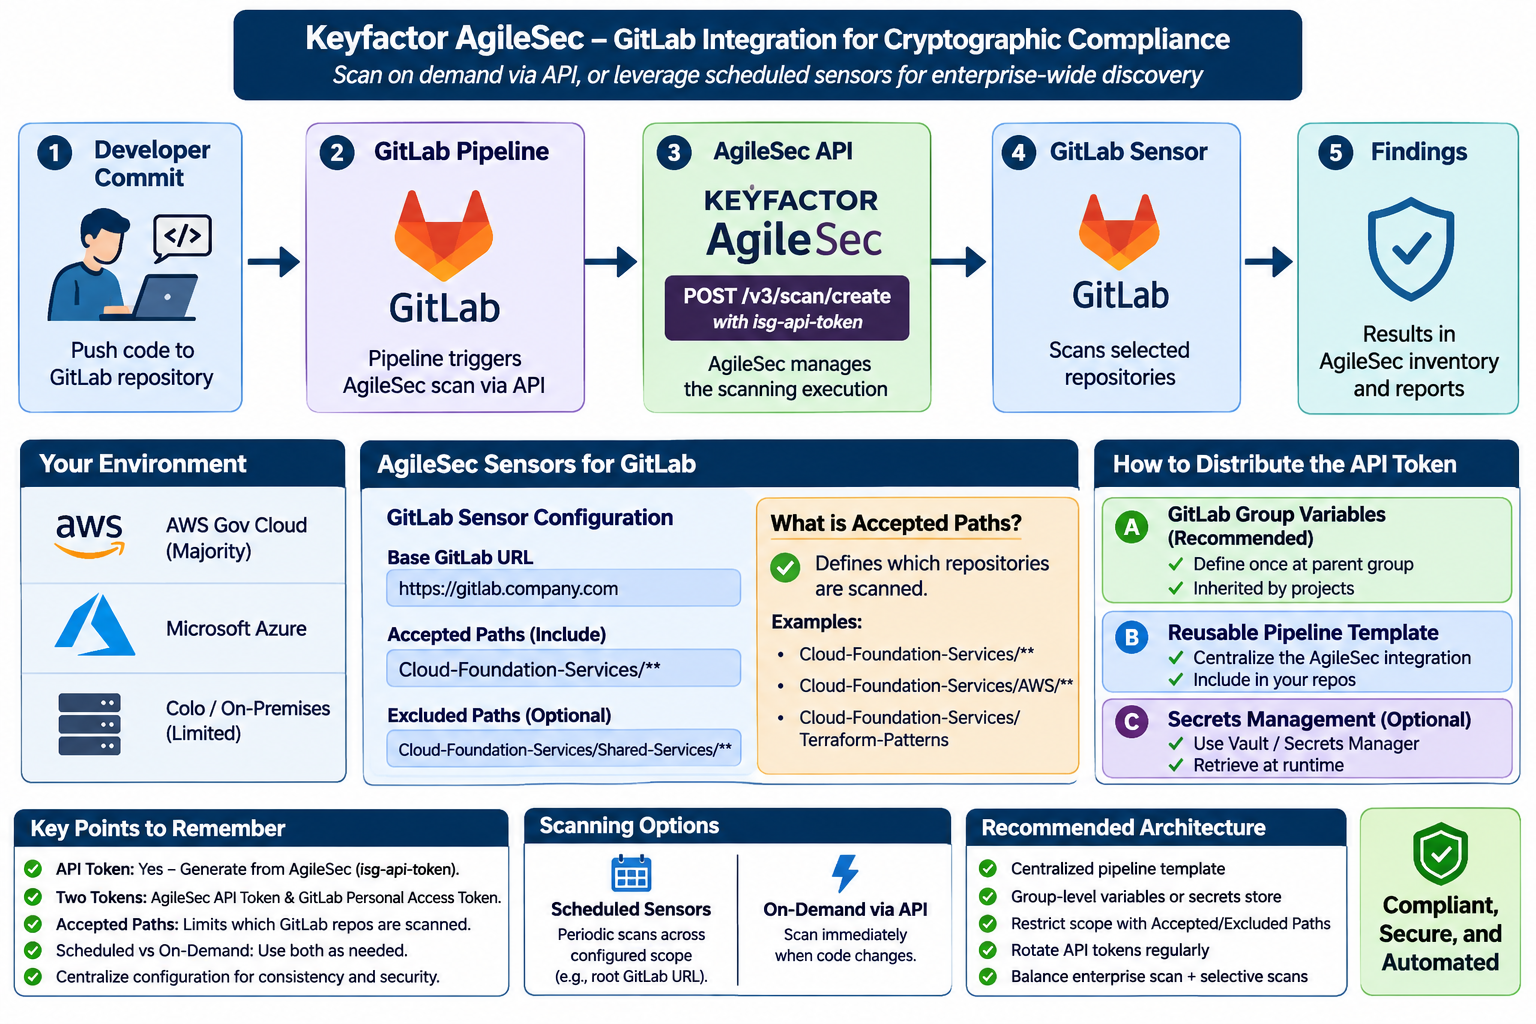 Keyfactor AgileSec – GitLab Integration for Cryptographic Compliance
Scan on demand via API, or leverage scheduled sensors for enterprise-wide discovery
1
Developer
Commit
</>
Push code to
GitLab repository
2
GitLab Pipeline
GitLab
Pipeline triggers
AgileSec scan via API
3
AgileSec API
KEYFACTOR
AgileSec
POST /v3/scan/create
with isg-api-token
AgileSec manages
the scanning execution
4
GitLab Sensor
GitLab
Scans selected
repositories
5
Findings
Results in
AgileSec inventory
and reports
Your Environment
aws
AWS Gov Cloud
(Majority)
Microsoft Azure
Colo / On-Premises
(Limited)
AgileSec Sensors for GitLab
GitLab Sensor Configuration
Base GitLab URL
https://gitlab.company.com
Accepted Paths (Include)
Cloud-Foundation-Services/**
Excluded Paths (Optional)
Cloud-Foundation-Services/Shared-Services/**
What is Accepted Paths?
Defines which repositories
are scanned.
Examples:
• Cloud-Foundation-Services/**
• Cloud-Foundation-Services/AWS/**
• Cloud-Foundation-Services/
Terraform-Patterns
How to Distribute the API Token
A
GitLab Group Variables
(Recommended)
Define once at parent group
Inherited by projects
B
Reusable Pipeline Template
Centralize the AgileSec integration
Include in your repos
C
Secrets Management (Optional)
Use Vault / Secrets Manager
Retrieve at runtime
Key Points to Remember
API Token: Yes – Generate from AgileSec (isg-api-token).
Two Tokens: AgileSec API Token & GitLab Personal Access Token.
Accepted Paths: Limits which GitLab repos are scanned.
Scheduled vs On-Demand: Use both as needed.
Centralize configuration for consistency and security.
Scanning Options
Scheduled Sensors
Periodic scans across
configured scope
(e.g., root GitLab URL).
On-Demand via API
Scan immediately
when code changes.
Recommended Architecture
Centralized pipeline template
Group-level variables or secrets store
Restrict scope with Accepted/Excluded Paths
Rotate API tokens regularly
Balance enterprise scan + selective scans
Compliant,
Secure, and
Automated